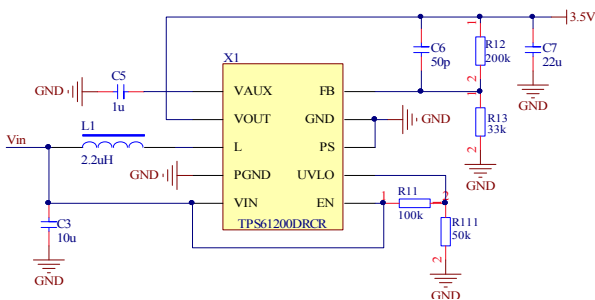 3.5V
C6
50p
1
R12
200k
2
C7
22u
GND
X1
C5
1u
GND
VAUX
FB
1
R13
33k
2
GND
VOUT
GND
GND
L1
2.2uH
Vin
L
PS
GND
PGND
UVLO
VIN
EN
1
R11
100k
2
TPS61200DRCR
C3
10u
GND
R111
50k
2
GND